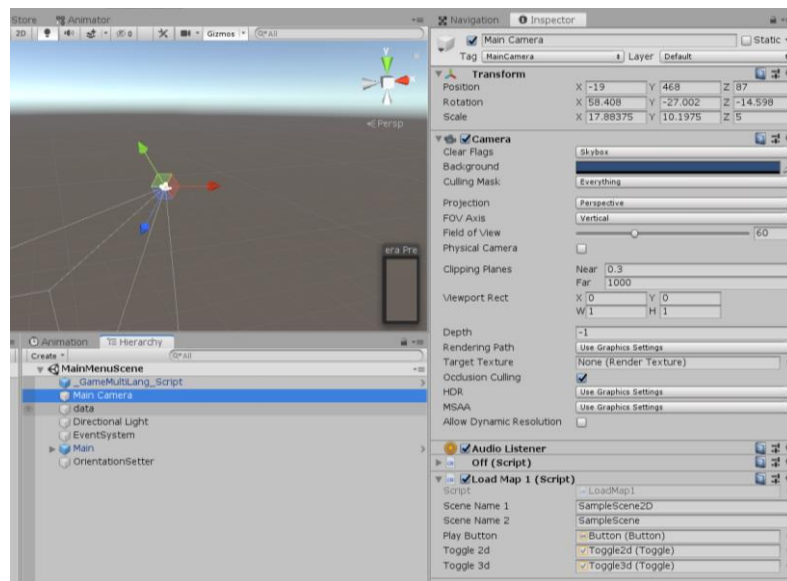 Store Animator
2D Gizmos All
y
x
Persp
era Pre
Animation Hierarchy
Create All
MainMenuScene
_GameMultiLang_Script
Main Camera
data
Directional Light
EventSystem
Main
OrientationSetter
Navigation Inspector
Main Camera Static
Tag MainCamera Layer Default
Transform
Position X -19 Y 468 Z 87
Rotation X 58.408 Y -27.002 Z -14.598
Scale X 17.88375 Y 10.1975 Z 5
Camera
Clear Flags Skybox
Background
Culling Mask Everything
Projection Perspective
FOV Axis Vertical
Field of View 60
Physical Camera
Clipping Planes Near 0.3
Far 1000
Viewport Rect X 0 Y 0
W 1 H 1
Depth -1
Rendering Path Use Graphics Settings
Target Texture None (Render Texture)
Occlusion Culling
HDR Use Graphics Settings
MSAA Use Graphics Settings
Allow Dynamic Resolution
Audio Listener
Off (Script)
Load Map 1 (Script)
Script LoadMap1
Scene Name 1 SampleScene2D
Scene Name 2 SampleScene
Play Button Button (Button)
Toggle 2d Toggle2d (Toggle)
Toggle 3d Toggle3d (Toggle)